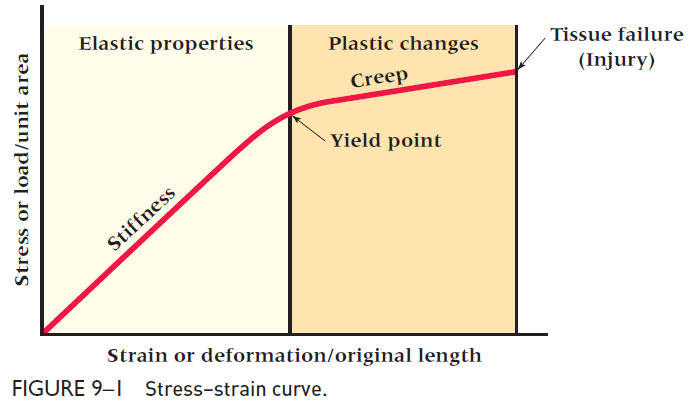 Elastic properties
Plastic changes
Tissue failure
(Injury)
Creep
Yield point
Stiffness
Stress or load/unit area
Strain or deformation/original length
FIGURE 9–1 Stress–strain curve.